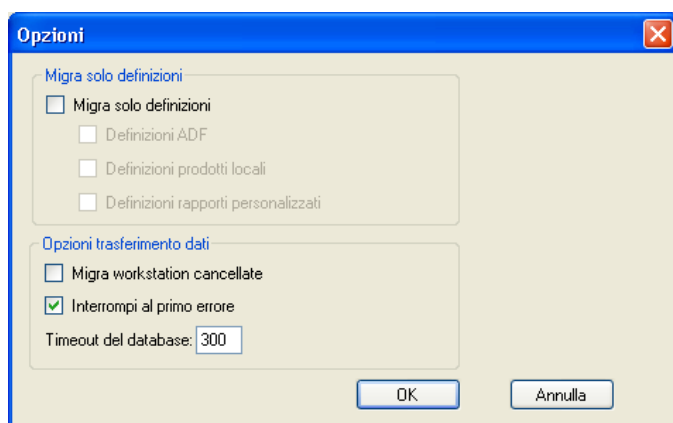 Opzioni
Migra solo definizioni
Migra solo definizioni
Definizioni ADF
Definizioni prodotti locali
Definizioni rapporti personalizzati
Opzioni trasferimento dati
Migra workstation cancellate
Interrompi al primo errore
Timeout del database: 300
OK Annulla